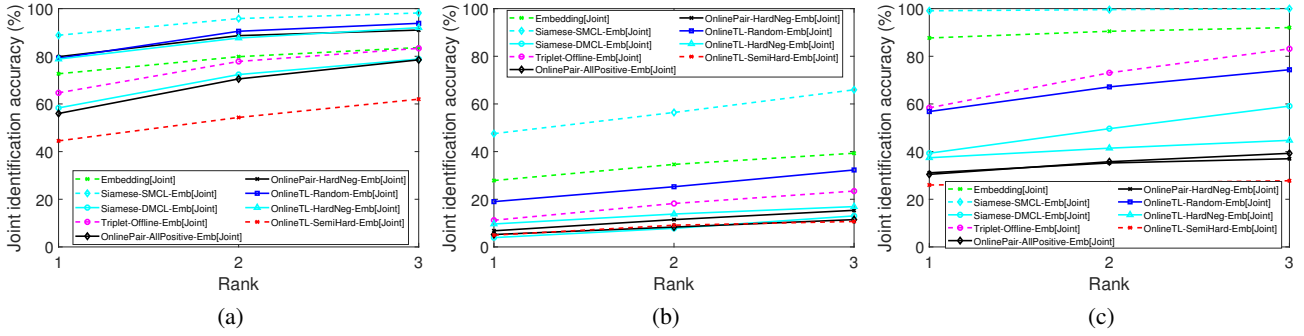 Joint identification accuracy (%)
100
80
60
40
20
0
Embedding[Joint]
Siamese-SMCL-Emb[Joint]
Siamese-DMCL-Emb[Joint]
Triplet-Offline-Emb[Joint]
OnlinePair-AllPositive-Emb[Joint]
OnlinePair-HardNeg-Emb[Joint]
OnlineTL-Random-Emb[Joint]
OnlineTL-HardNeg-Emb[Joint]
OnlineTL-SemiHard-Emb[Joint]
1 2 3
Rank
(a)
Joint identification accuracy (%)
100
80
60
40
20
0
Embedding[Joint]
Siamese-SMCL-Emb[Joint]
Siamese-DMCL-Emb[Joint]
Triplet-Offline-Emb[Joint]
OnlinePair-AllPositive-Emb[Joint]
OnlinePair-HardNeg-Emb[Joint]
OnlineTL-Random-Emb[Joint]
OnlineTL-HardNeg-Emb[Joint]
OnlineTL-SemiHard-Emb[Joint]
1 2 3
Rank
(b)
Joint identification accuracy (%)
100
80
60
40
20
0
Embedding[Joint]
Siamese-SMCL-Emb[Joint]
Siamese-DMCL-Emb[Joint]
Triplet-Offline-Emb[Joint]
OnlinePair-AllPositive-Emb[Joint]
OnlinePair-HardNeg-Emb[Joint]
OnlineTL-Random-Emb[Joint]
OnlineTL-HardNeg-Emb[Joint]
OnlineTL-SemiHard-Emb[Joint]
1 2 3
Rank
(c)